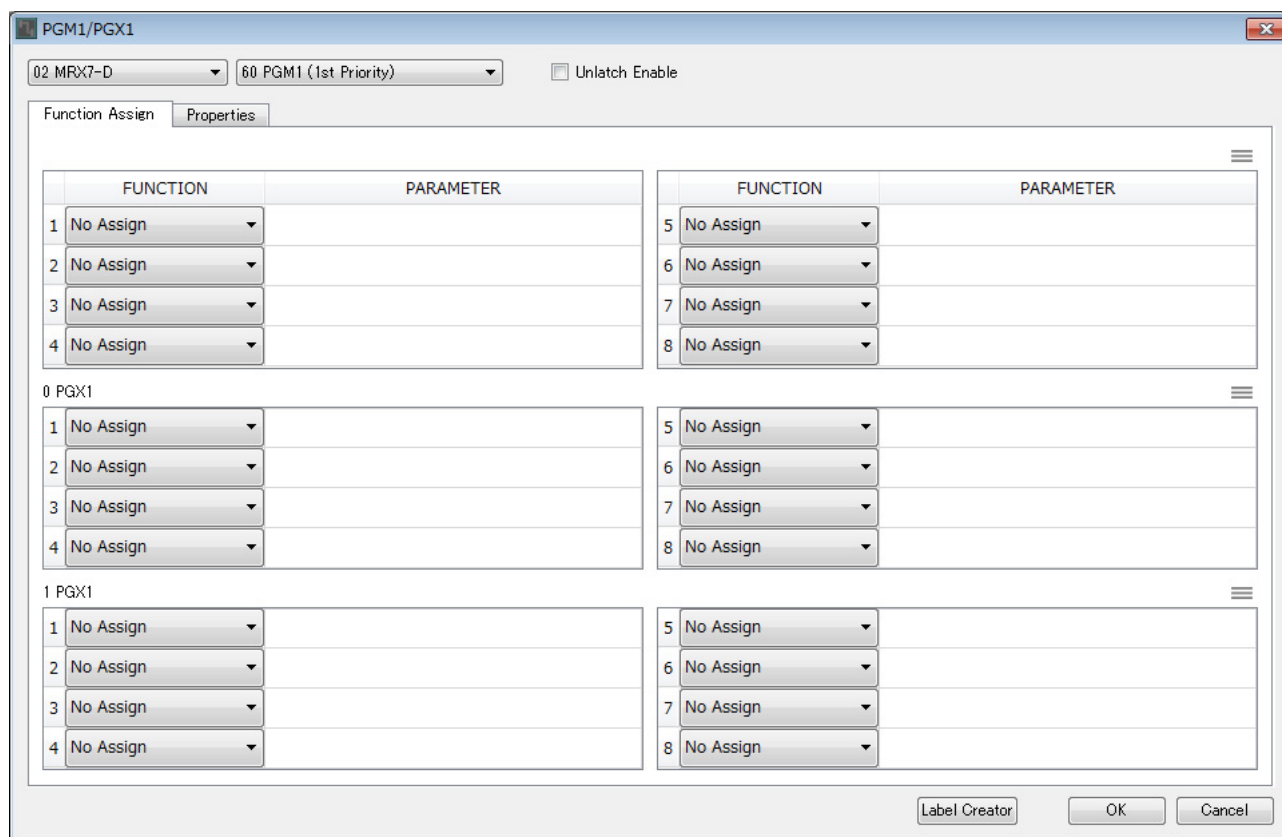 PGM1/PGX1
02 MRX7-D 60 PGM1 (1st Priority) Unlatch Enable
Function Assign Properties
FUNCTION PARAMETER FUNCTION PARAMETER
1 No Assign 5 No Assign
2 No Assign 6 No Assign
3 No Assign 7 No Assign
4 No Assign 8 No Assign
0 PGX1
1 No Assign 5 No Assign
2 No Assign 6 No Assign
3 No Assign 7 No Assign
4 No Assign 8 No Assign
1 PGX1
1 No Assign 5 No Assign
2 No Assign 6 No Assign
3 No Assign 7 No Assign
4 No Assign 8 No Assign
Label Creator OK Cancel